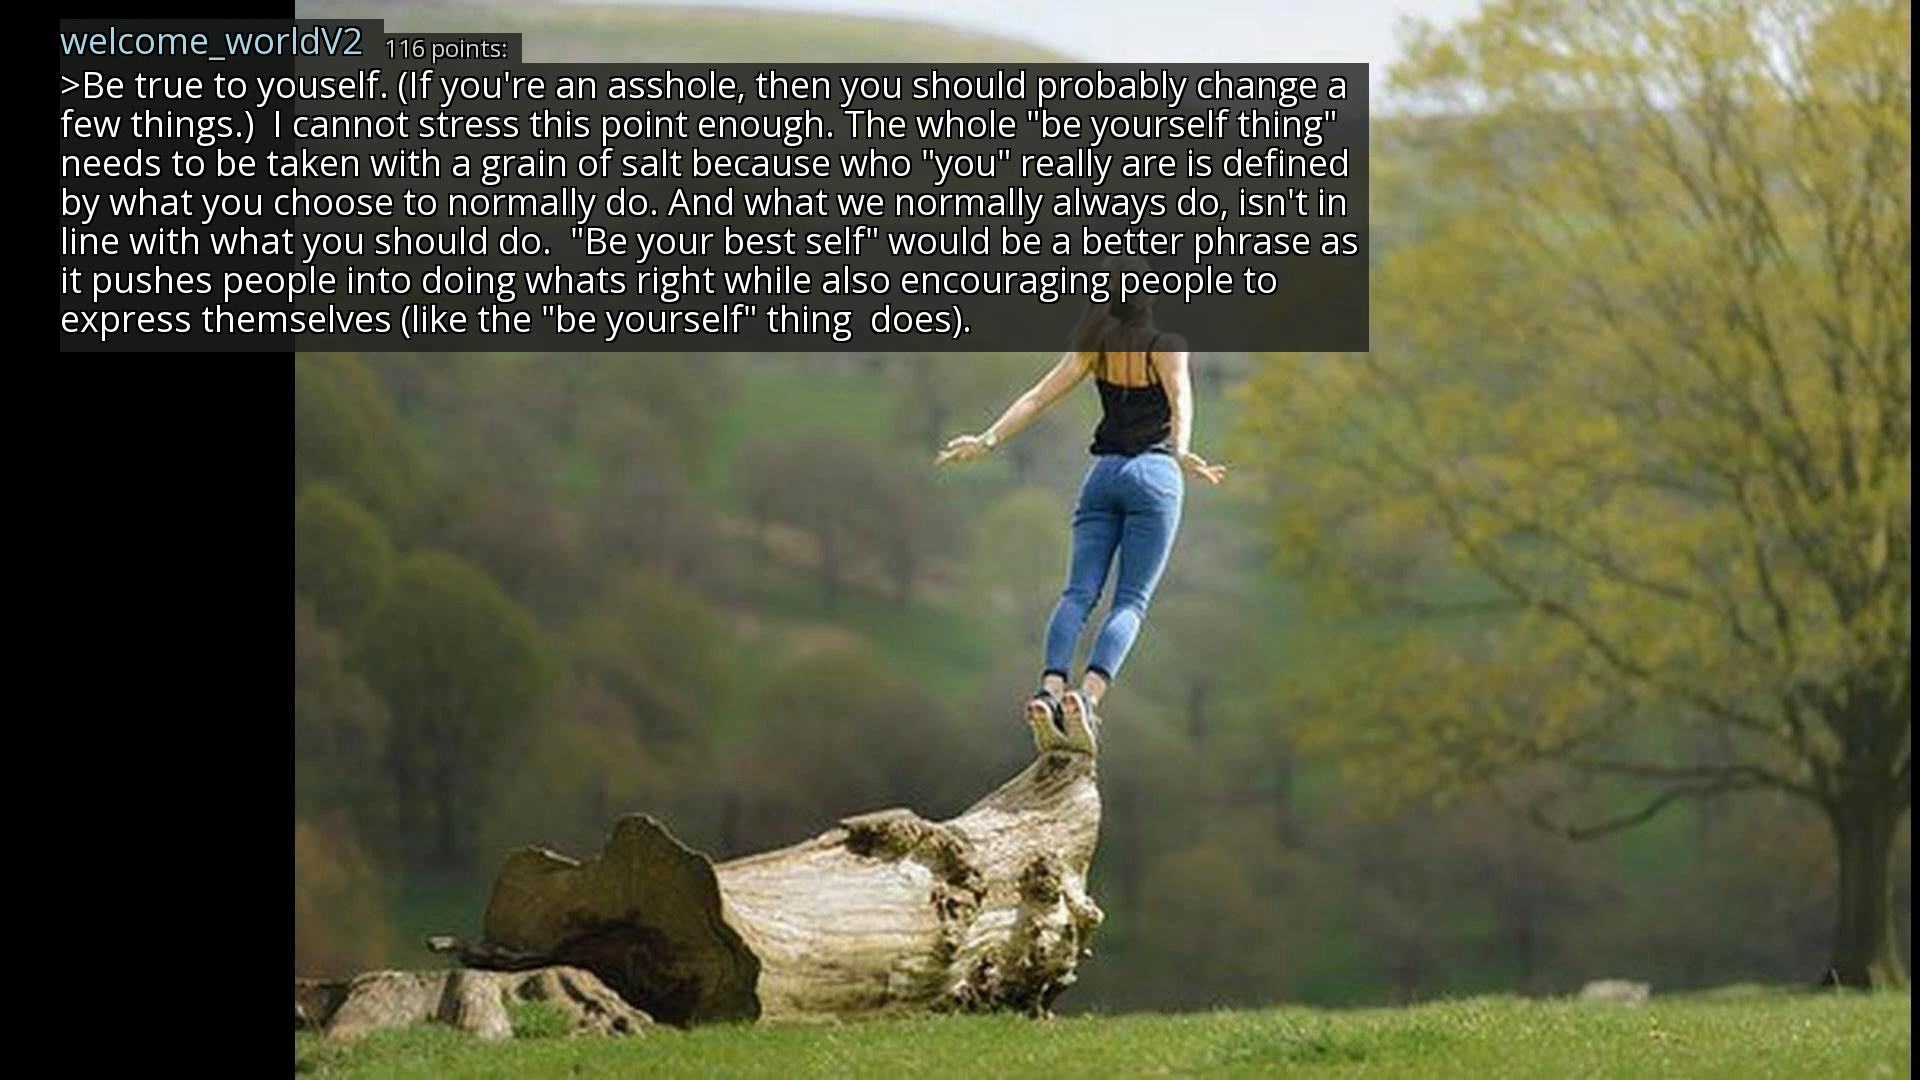 welcome_worldV2 116 points:
>Be true to youself. (If you're an asshole, then you should probably change a
few things.)  I cannot stress this point enough. The whole "be yourself thing"
needs to be taken with a grain of salt because who "you" really are is defined
by what you choose to normally do. And what we normally always do, isn't in
line with what you should do.  "Be your best self" would be a better phrase as
it pushes people into doing whats right while also encouraging people to
express themselves (like the "be yourself" thing  does).